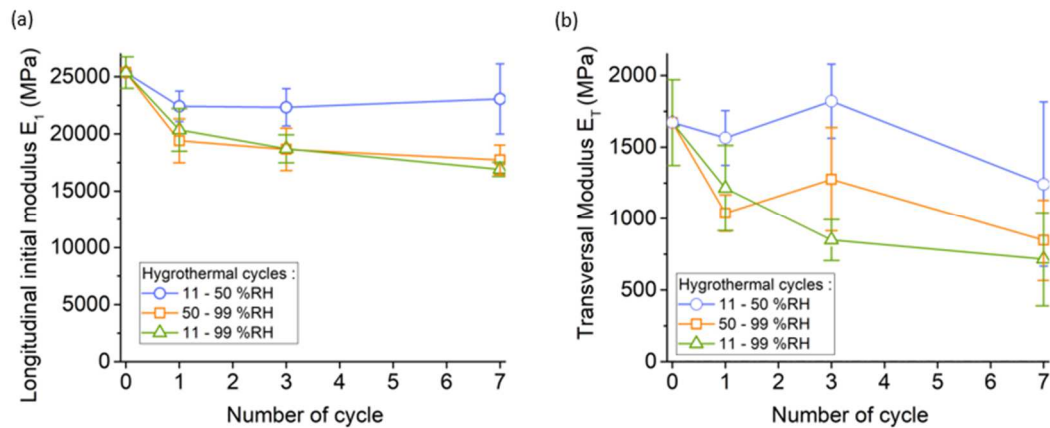 (a)
Longitudinal initial modulus E1 (MPa)
25000
20000
15000
10000
5000
0
Hygrothermal cycles :
11 - 50 %RH
50 - 99 %RH
11 - 99 %RH
0 1 2 3 4 5 6 7
Number of cycle
(b)
Transversal Modulus ET (MPa)
2000
1500
1000
500
0
Hygrothermal cycles :
11 - 50 %RH
50 - 99 %RH
11 - 99 %RH
0 1 2 3 4 5 6 7
Number of cycle